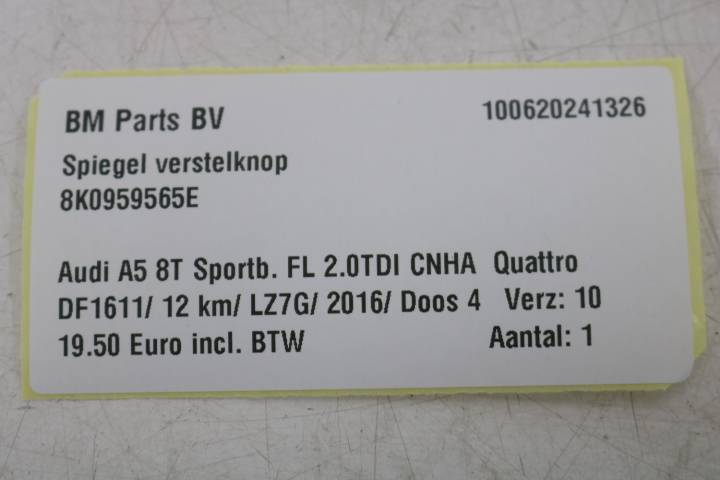 BM Parts BV 100620241326
Spiegel verstelknop
8K0959565E
Audi A5 8T Sportb. FL 2.0TDI CNHA Quattro
DF1611/ 12 km/ LZ7G/ 2016/ Doos 4 Verz: 10
19.50 Euro incl. BTW Aantal: 1